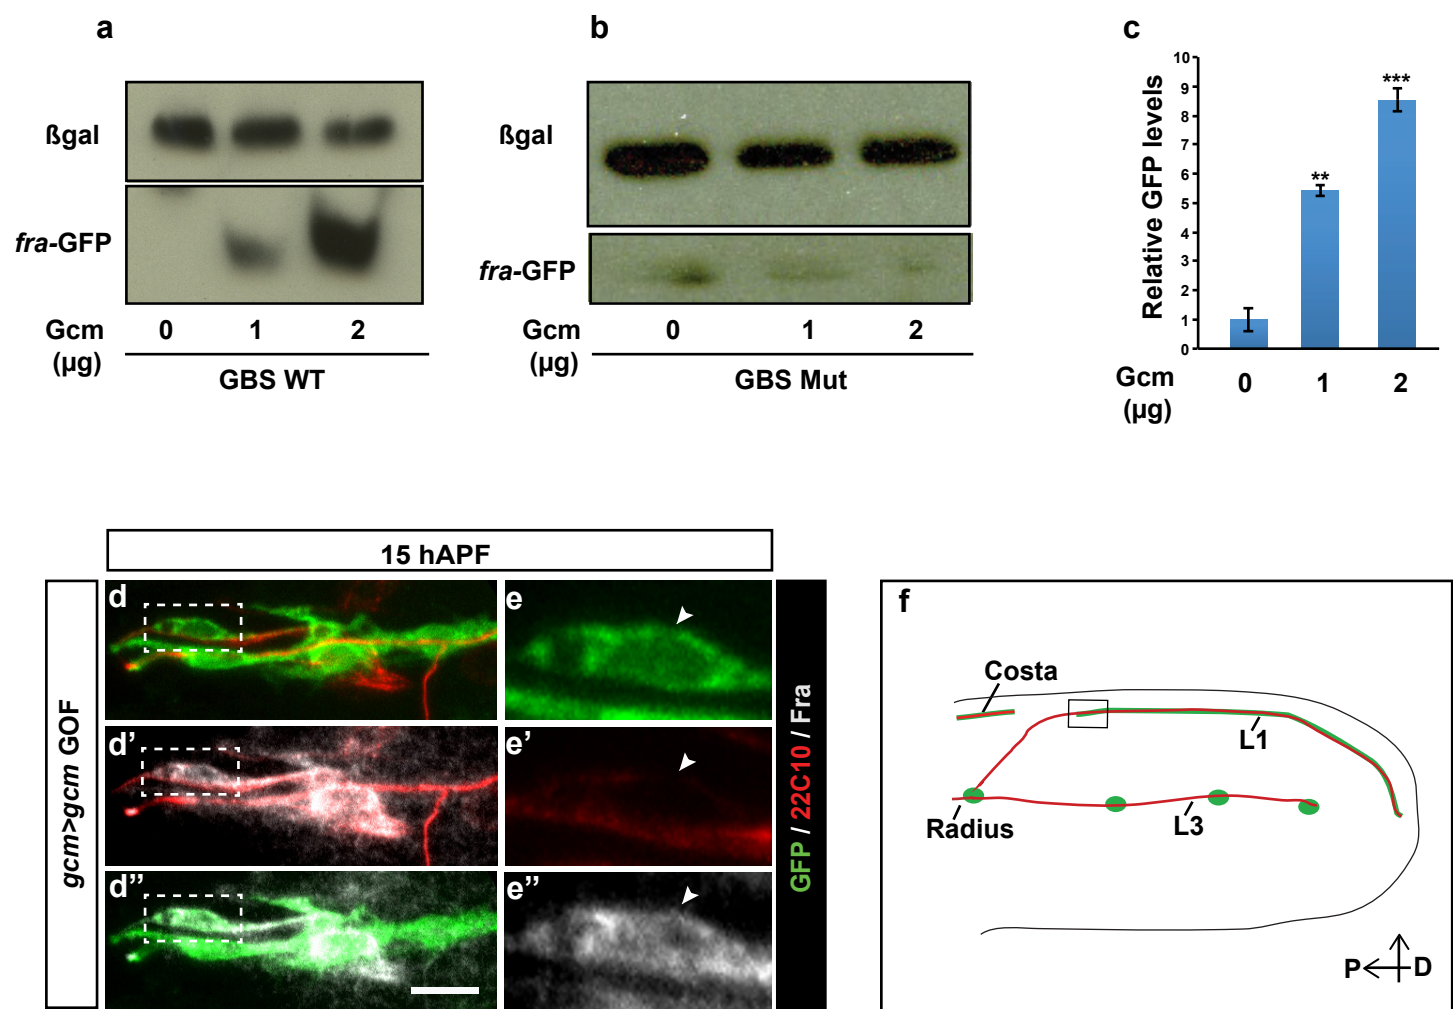 a
ßgal
fra-GFP
Gcm 0 1 2
(µg)
GBS WT
b
ßgal
fra-GFP
Gcm 0 1 2
(µg)
GBS Mut
c
Relative GFP levels
10
9
8
7
6
5
4
3
2
1
0
**
***
Gcm 0 1 2
(µg)
15 hAPF
gcm>gcm GOF
d
e
d'
e'
d''
e''
GFP / 22C10 / Fra
f
Costa
L1
Radius
L3
P D